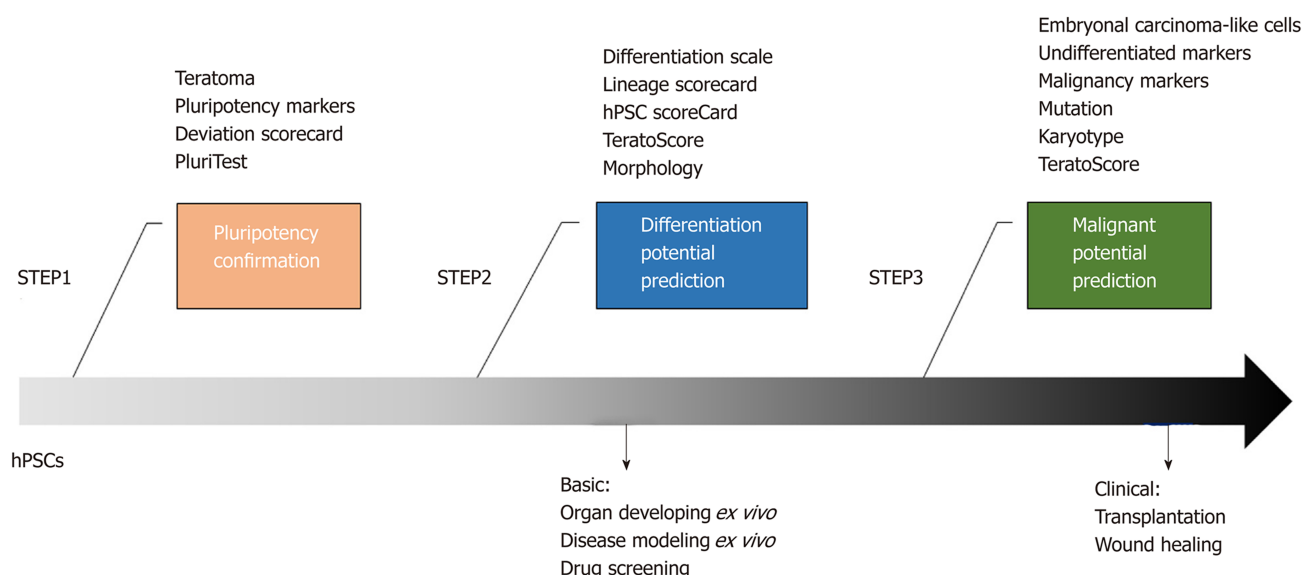 Teratoma
Pluripotency markers
Deviation scorecard
PluriTest
Differentiation scale
Lineage scorecard
hPSC scoreCard
TeratoScore
Morphology
Embryonal carcinoma-like cells
Undifferentiated markers
Malignancy markers
Mutation
Karyotype
TeratoScore
STEP1
Pluripotency
confirmation
STEP2
Differentiation
potential
prediction
STEP3
Malignant
potential
prediction
hPSCs
Basic:
Organ developing ex vivo
Disease modeling ex vivo
Drug screening
Clinical:
Transplantation
Wound healing